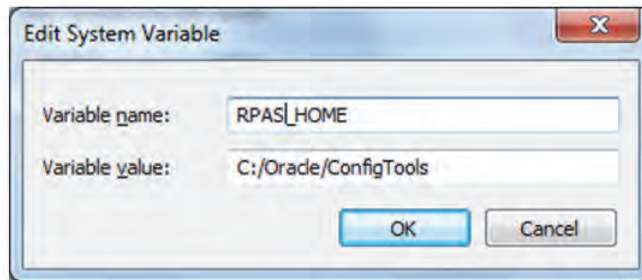 Edit System Variable
Variable name: RPAS_HOME
Variable value: C:/Oracle/ConfigTools
OK Cancel